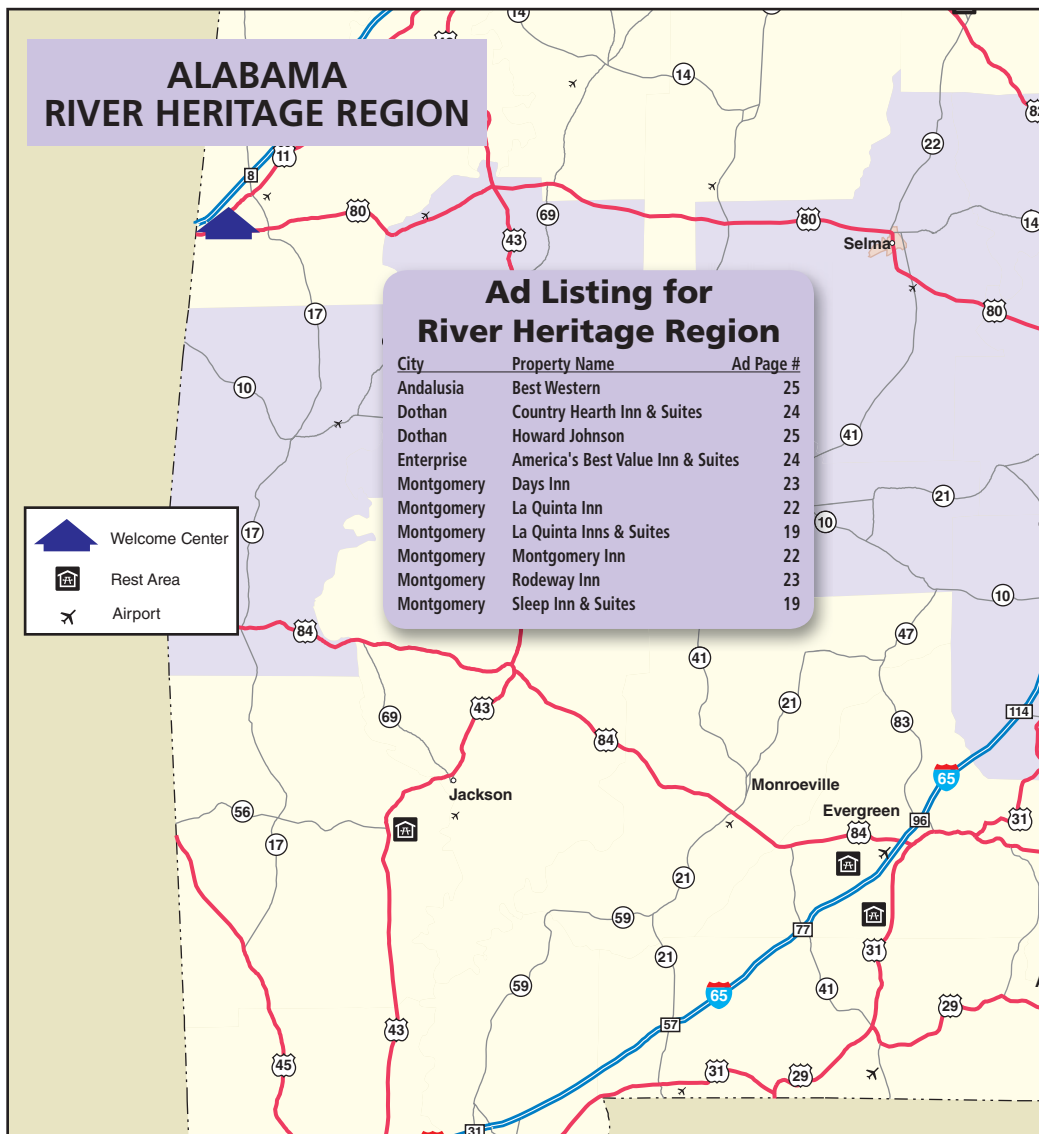 ALABAMA
RIVER HERITAGE REGION
14
14
82
22
11
8
80
69
80
14
43
Selma
80
17
Ad Listing for
River Heritage Region
City Property Name Ad Page #
Andalusia Best Western 25
Dothan Country Hearth Inn & Suites 24
Dothan Howard Johnson 25
Enterprise America's Best Value Inn & Suites 24
Montgomery Days Inn 23
Montgomery La Quinta Inn 22
Montgomery La Quinta Inns & Suites 19
Montgomery Montgomery Inn 22
Montgomery Rodeway Inn 23
Montgomery Sleep Inn & Suites 19
10
41
21
10
17
10
Welcome Center
Rest Area
Airport
84
47
41
21
69
43
83
114
84
65
Jackson
Monroeville
Evergreen
56
17
84
96
31
21
59
77
31
21
59
65
41
29
57
43
45
31
29
31